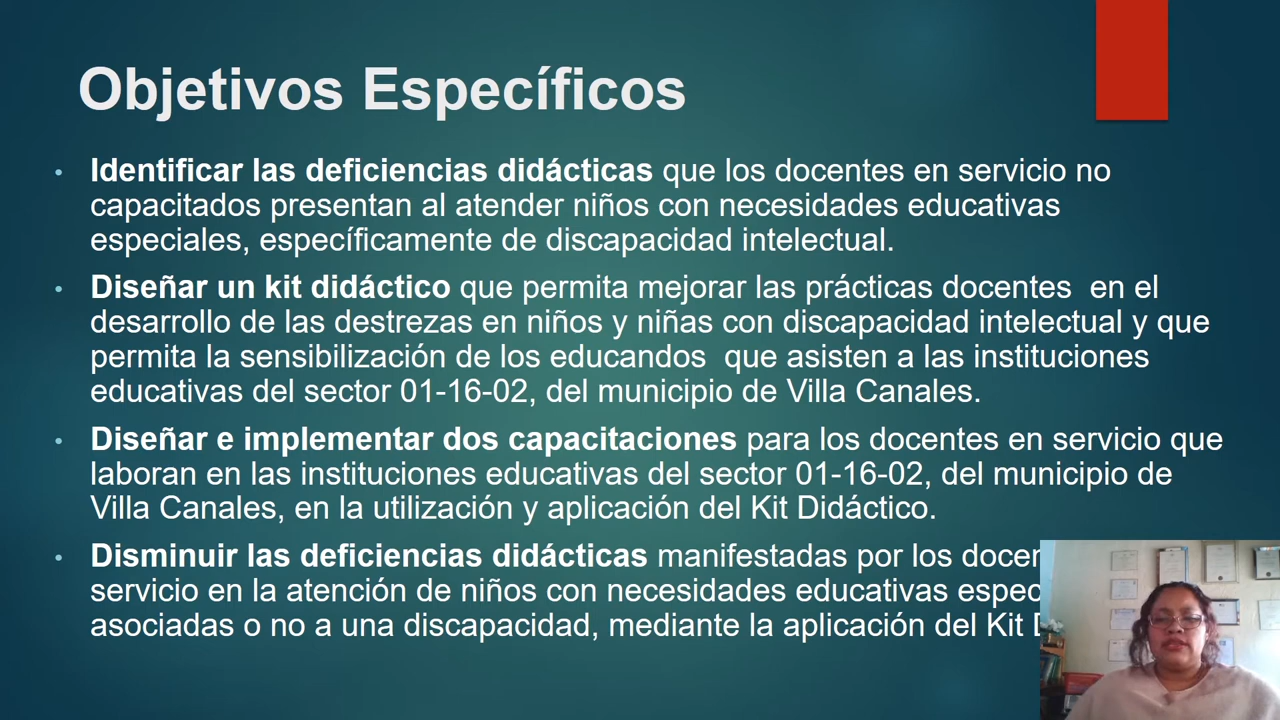 Objetivos Específicos
Identificar las deficiencias didácticas que los docentes en servicio no
capacitados presentan al atender niños con necesidades educativas
especiales, específicamente de discapacidad intelectual.
Diseñar un kit didáctico que permita mejorar las prácticas docentes en el
desarrollo de las destrezas en niños y niñas con discapacidad intelectual y que
permita la sensibilización de los educandos que asisten a las instituciones
educativas del sector 01-16-02, del municipio de Villa Canales.
Diseñar e implementar dos capacitaciones para los docentes en servicio que
laboran en las instituciones educativas del sector 01-16-02, del municipio de
Villa Canales, en la utilización y aplicación del Kit Didáctico.
Disminuir las deficiencias didácticas manifestadas por los
servicio en la atención de niños con necesidades educativas
asociadas o no a una discapacidad, mediante la aplicación del Kit